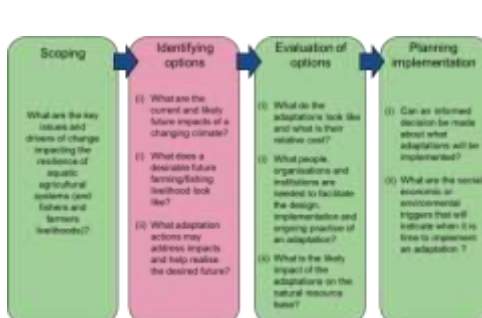 Scoping
What are the key
issues and
drivers of change
impacting the
resilience of
aquatic
agricultural
systems (and
fishers and
farmers
livelihoods)?
Identifying
options
(i) What are the
current and likely
future impacts of a
changing climate?
(i) What does a
desirable future
farming/fishing
livelihood look
like?
(ii) What adaptation
actions may
address impacts
and help realise
the desired future?
Evaluation of
options
(i) What do the
adaptations look like
and what is their
relative cost?
(ii) What people,
organisations and
institutions are
needed to facilitate
the design,
implementation and
ongoing practice of
an adaptation?
(iii) What is the likely
impact of the
adaptations on the
natural resource
base?
Planning
implementation
(i) Can an informed
decision be made
about what
adaptations will be
implemented?
(ii) What are the social
economic or
environmental
triggers that will
indicate when it is
time to implement
an adaptation ?